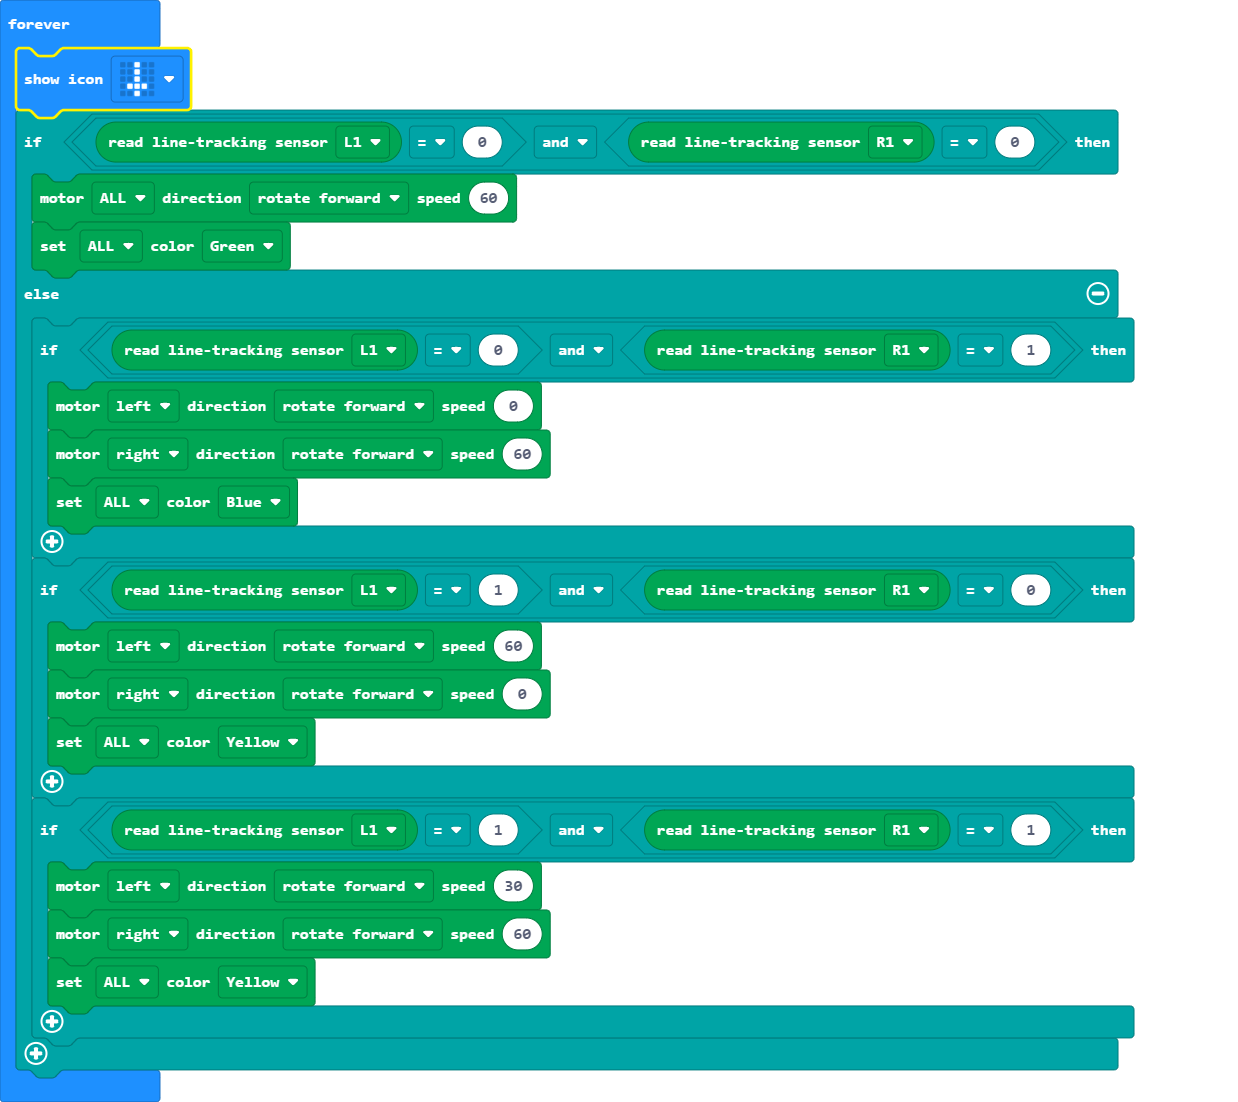 forever
show icon
if read line-tracking sensor L1 = 0 and read line-tracking sensor R1 = 0 then
motor ALL direction rotate forward speed 60
set ALL color Green
else
if read line-tracking sensor L1 = 0 and read line-tracking sensor R1 = 1 then
motor left direction rotate forward speed 0
motor right direction rotate forward speed 60
set ALL color Blue
if read line-tracking sensor L1 = 1 and read line-tracking sensor R1 = 0 then
motor left direction rotate forward speed 60
motor right direction rotate forward speed 0
set ALL color Yellow
if read line-tracking sensor L1 = 1 and read line-tracking sensor R1 = 1 then
motor left direction rotate forward speed 30
motor right direction rotate forward speed 60
set ALL color Yellow